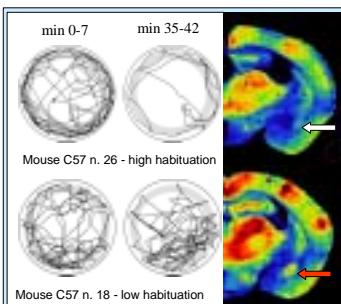 min 0-7 min 35-42
Mouse C57 n. 26 - high habituation
Mouse C57 n. 18 - low habituation